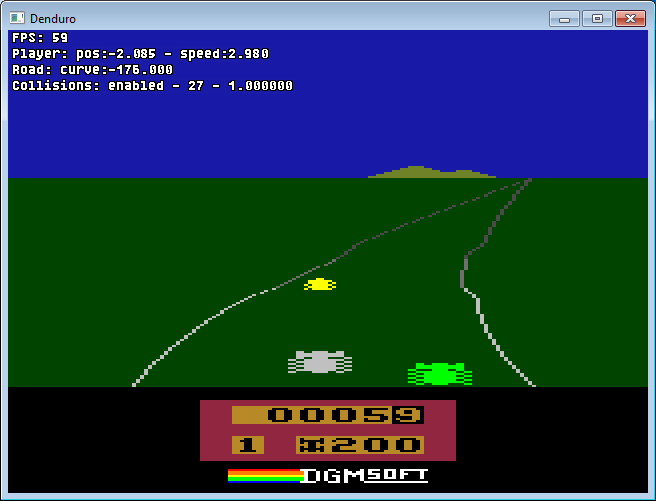 Denduro
FPS: 59
Player: pos:-2.085 - speed:2.980
Road: curve:-176.000
Collisions: enabled - 27 - 1.000000
00059
1 200
DGMSOFT